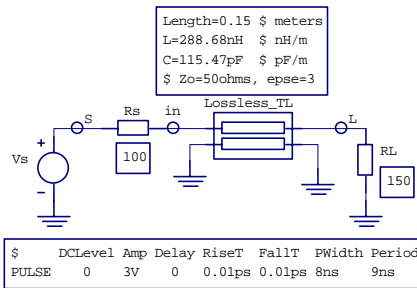 Length=0.15 $ meters
L=288.68nH $ nH/m
C=115.47pF $ pF/m
$ Zo=50ohms, epse=3
Lossless_TL
S
Rs
in
L
100
+
Vs
−
RL
150
$ DCLevel Amp Delay RiseT FallT PWidth Period
PULSE 0 3V 0 0.01ps 0.01ps 8ns 9ns